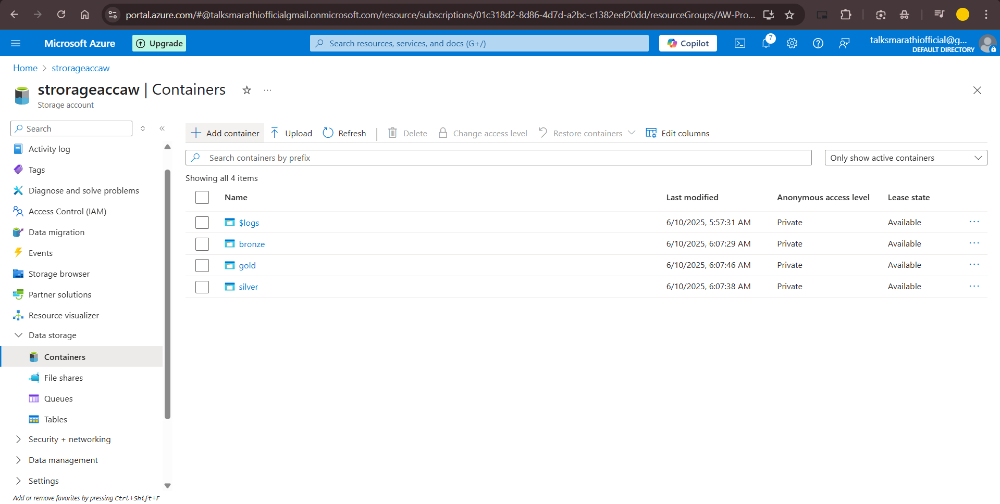 portal.azure.com/#@talksmarathiofficialgmail.onmicrosoft.com/resource/subscriptions/01c318d2-8d86-4d7d-a2bc-c1382eef20dd/resourceGroups/AW-Pro...
Microsoft Azure
Upgrade
Search resources, services, and docs (G+/)
Copilot
7
talksmarathiofficial@g...
DEFAULT DIRECTORY
Home > strorageaccaw
strorageaccaw | Containers
...
Storage account
Search
Add container
Upload
Refresh
Delete
Change access level
Restore containers
Edit columns
Activity log
Tags
Diagnose and solve problems
Access Control (IAM)
Data migration
Events
Storage browser
Partner solutions
Resource visualizer
Data storage
Containers
File shares
Queues
Tables
Security + networking
Data management
Settings
Add or remove favorites by pressing Ctrl+Shift+F
Search containers by prefix
Only show active containers
Showing all 4 items
Name Last modified Anonymous access level Lease state
$logs 6/10/2025, 5:57:31 AM Private Available ...
bronze 6/10/2025, 6:07:29 AM Private Available ...
gold 6/10/2025, 6:07:46 AM Private Available ...
silver 6/10/2025, 6:07:38 AM Private Available ...